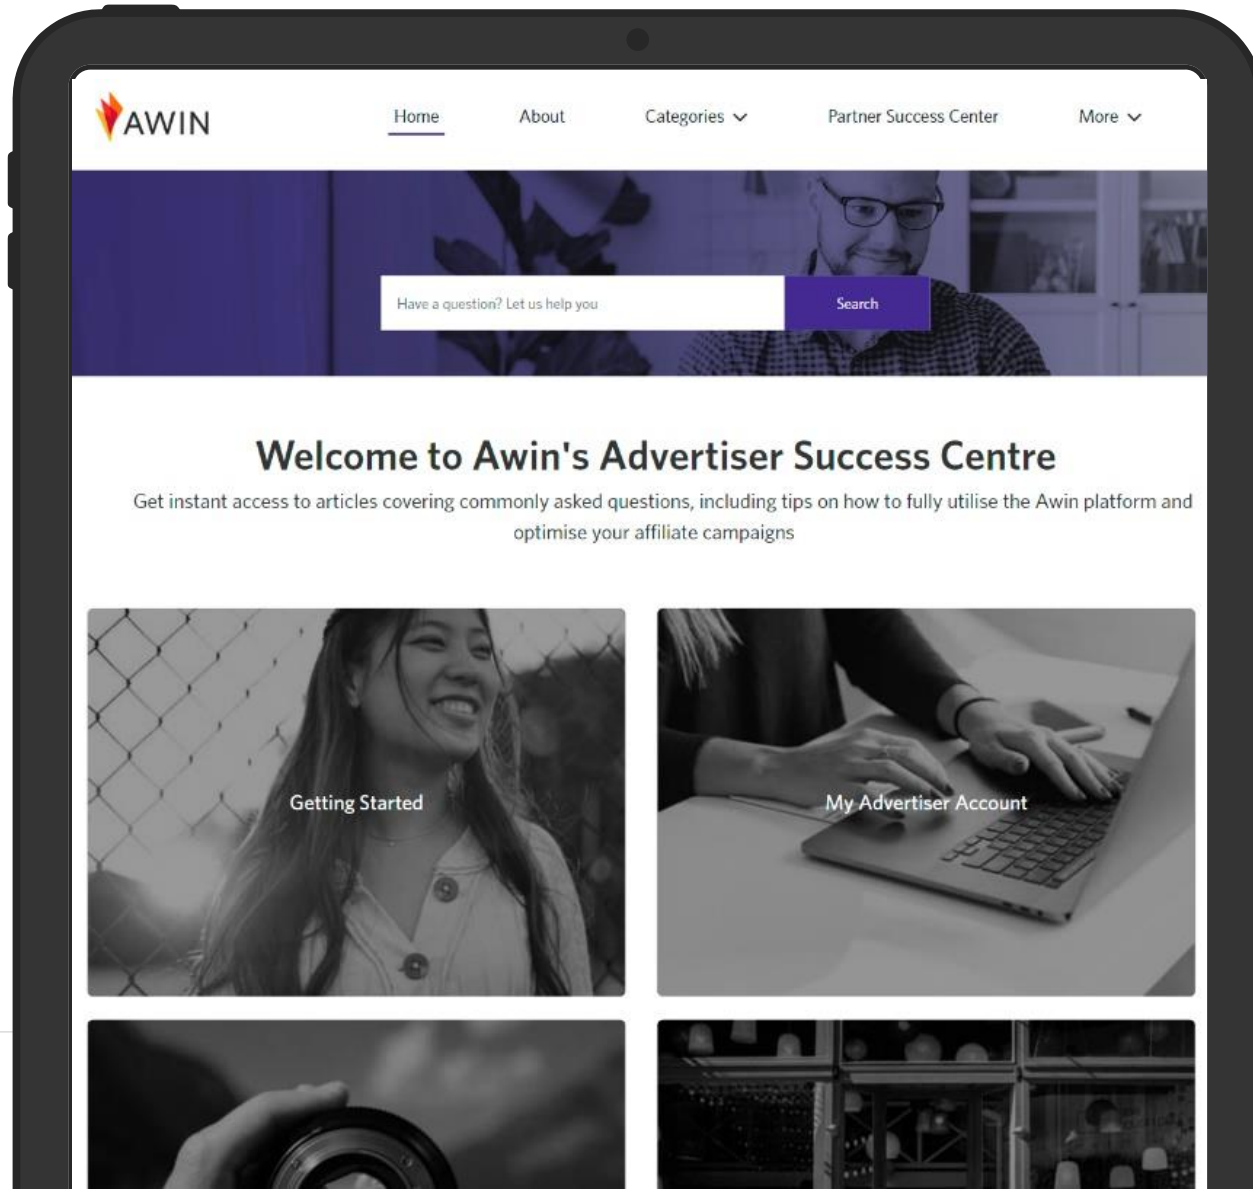 AWIN
Home
About
Categories
Partner Success Center
More
Have a question? Let us help you
Search
Welcome to Awin's Advertiser Success Centre
Get instant access to articles covering commonly asked questions, including tips on how to fully utilise the Awin platform and
optimise your affiliate campaigns
Getting Started
My Advertiser Account